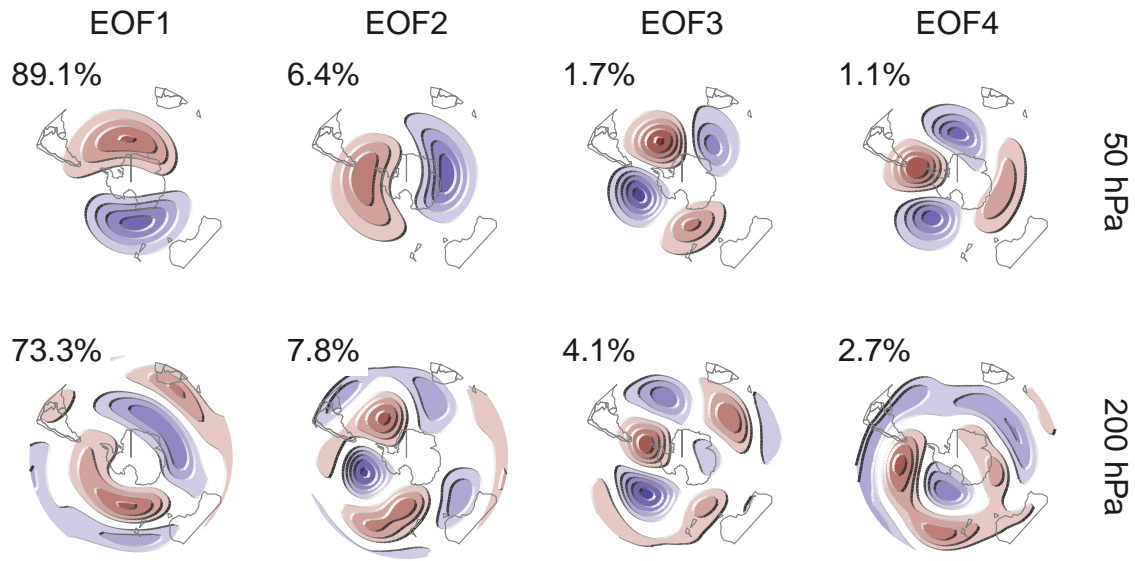 EOF1 EOF2 EOF3 EOF4
89.1% 6.4% 1.7% 1.1%
50 hPa
73.3% 7.8% 4.1% 2.7%
200 hPa